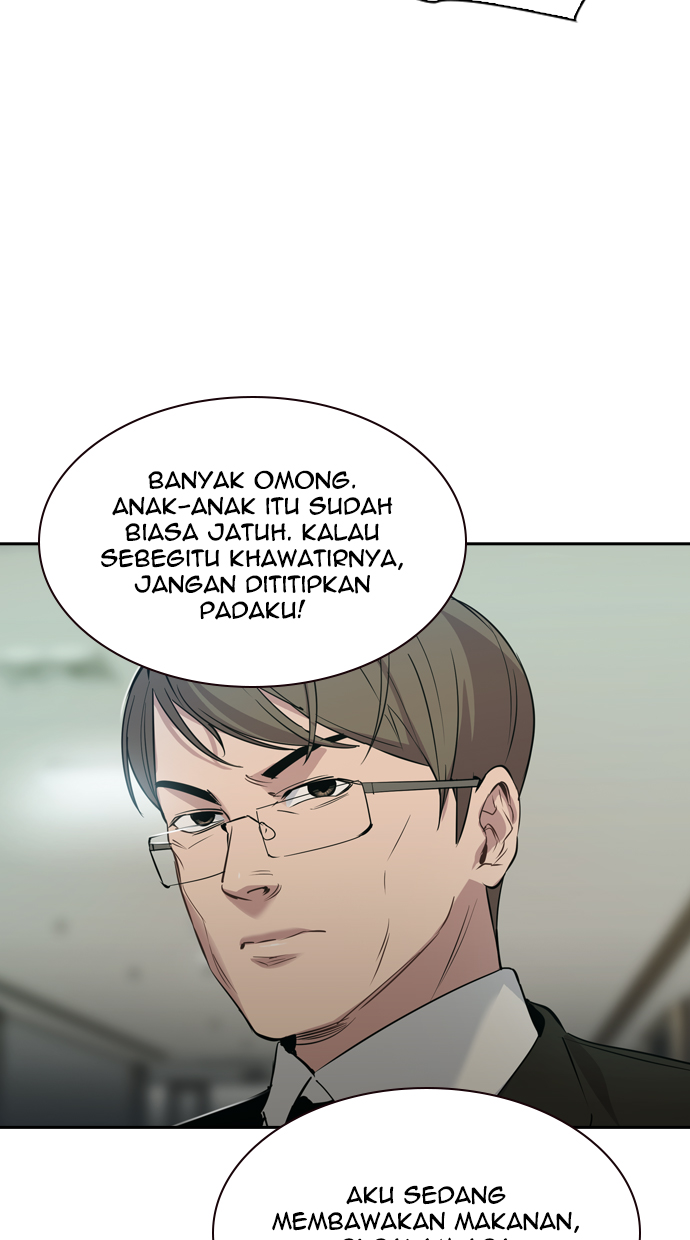 BANYAK OMONG.
ANAK-ANAK ITU SUDAH
BIASA JATUH. KALAU
SEBEGITU KHAWATIRNYA,
JANGAN DITITIPKAN
PADAKU!
AKU SEDANG
MEMBAWAKAN MAKANAN,